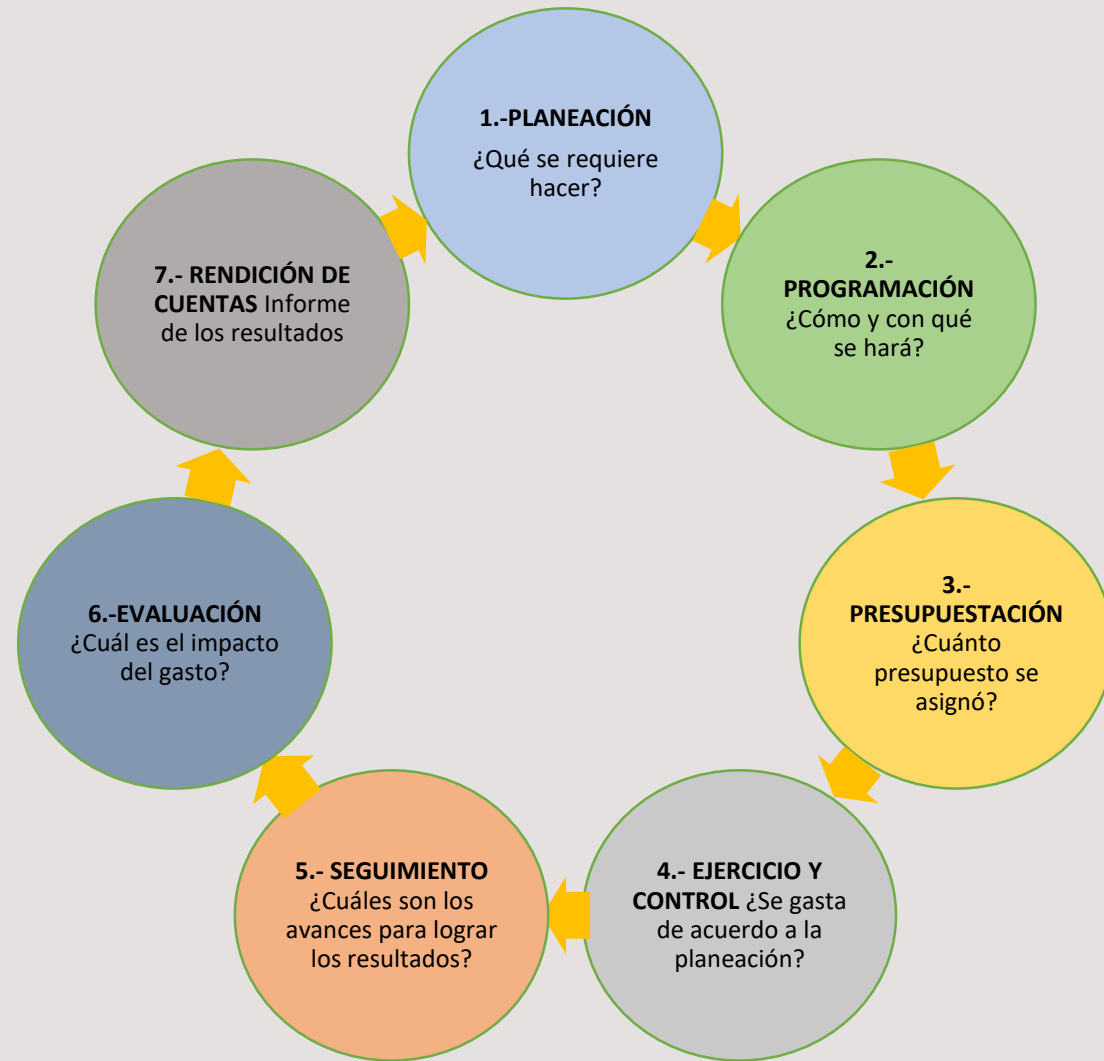 1.-PLANEACIÓN
¿Qué se requiere
hacer?
2.-
PROGRAMACIÓN
¿Cómo y con qué
se hará?
3.-
PRESUPUESTACIÓN
¿Cuánto
presupuesto se
asignó?
4.- EJERCICIO Y
CONTROL ¿Se gasta
de acuerdo a la
planeación?
5.- SEGUIMIENTO
¿Cuáles son los
avances para lograr
los resultados?
6.-EVALUACIÓN
¿Cuál es el impacto
del gasto?
7.- RENDICIÓN DE
CUENTAS Informe
de los resultados